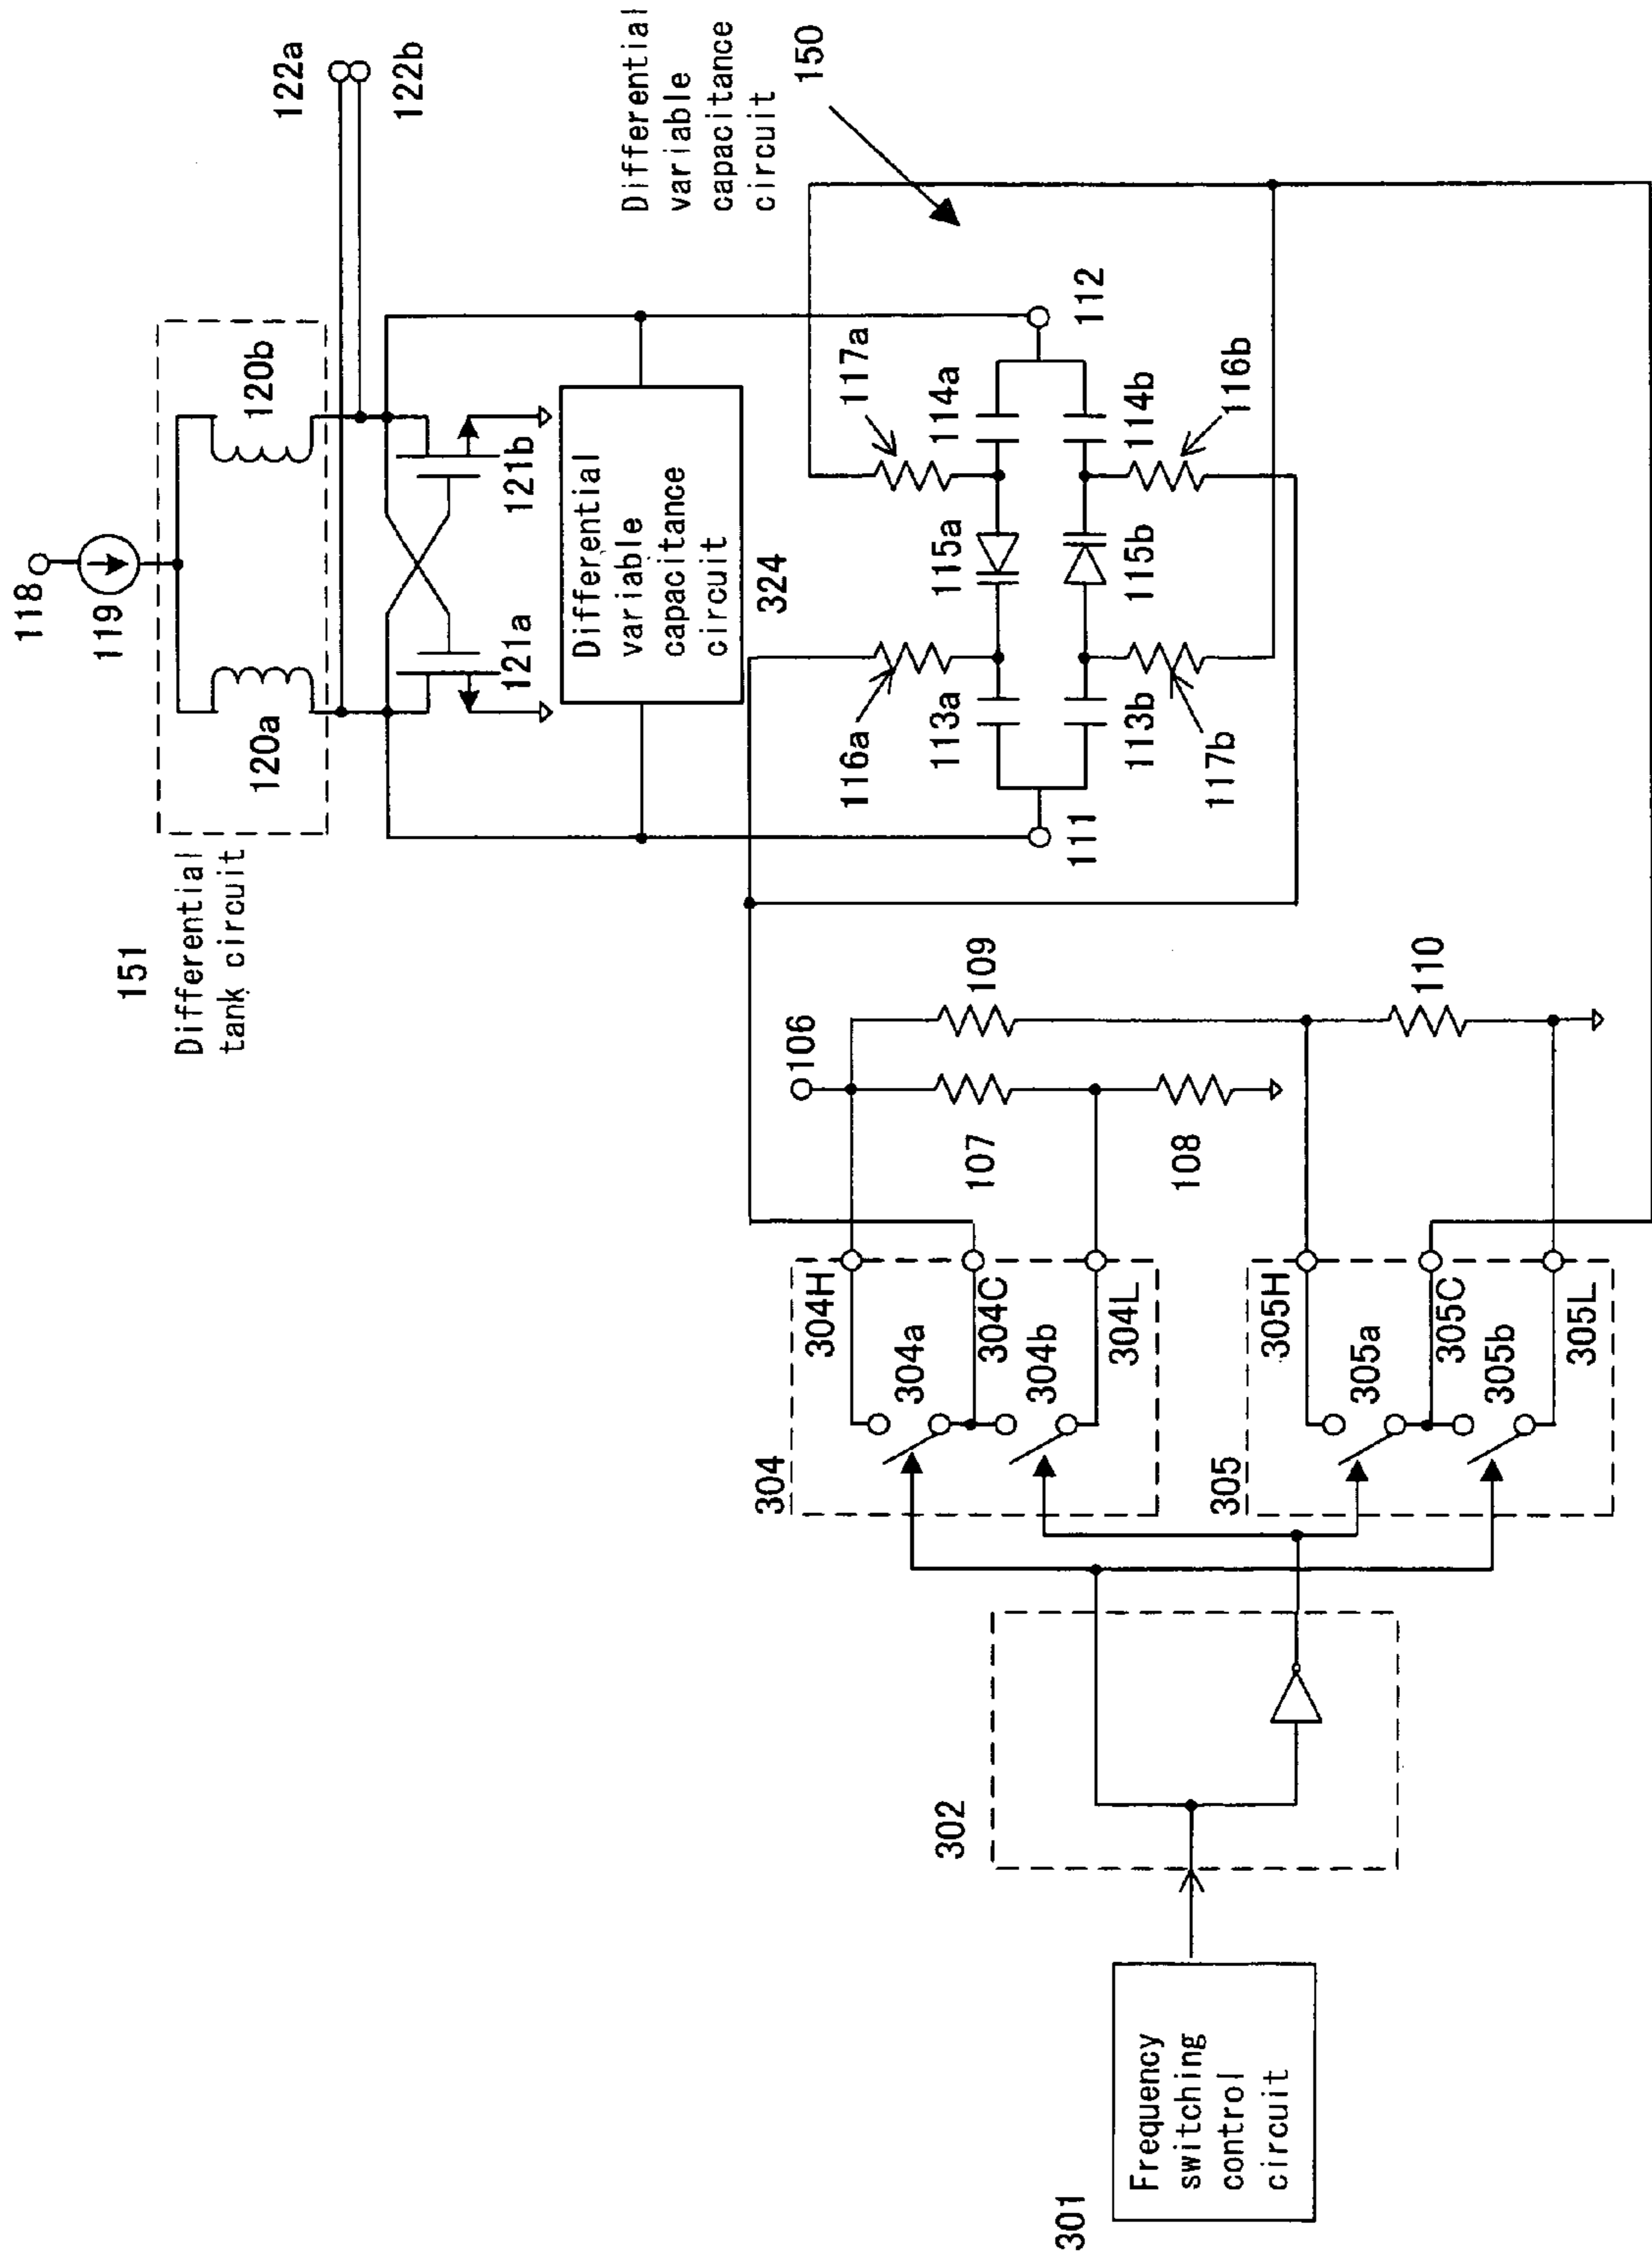 118
119
151
Differential
tank circuit
120a
120b
122a
122b
121a
121b
Differential
variable
capacitance
circuit
324
Differential
variable
capacitance
circuit
150
111
112
116a
117a
113a
115a
114a
113b
115b
114b
117b
116b
106
107
109
108
110
304
304H
304a
304C
304b
304L
305
305H
305a
305C
305b
305L
302
301
Frequency
switching
control
circuit